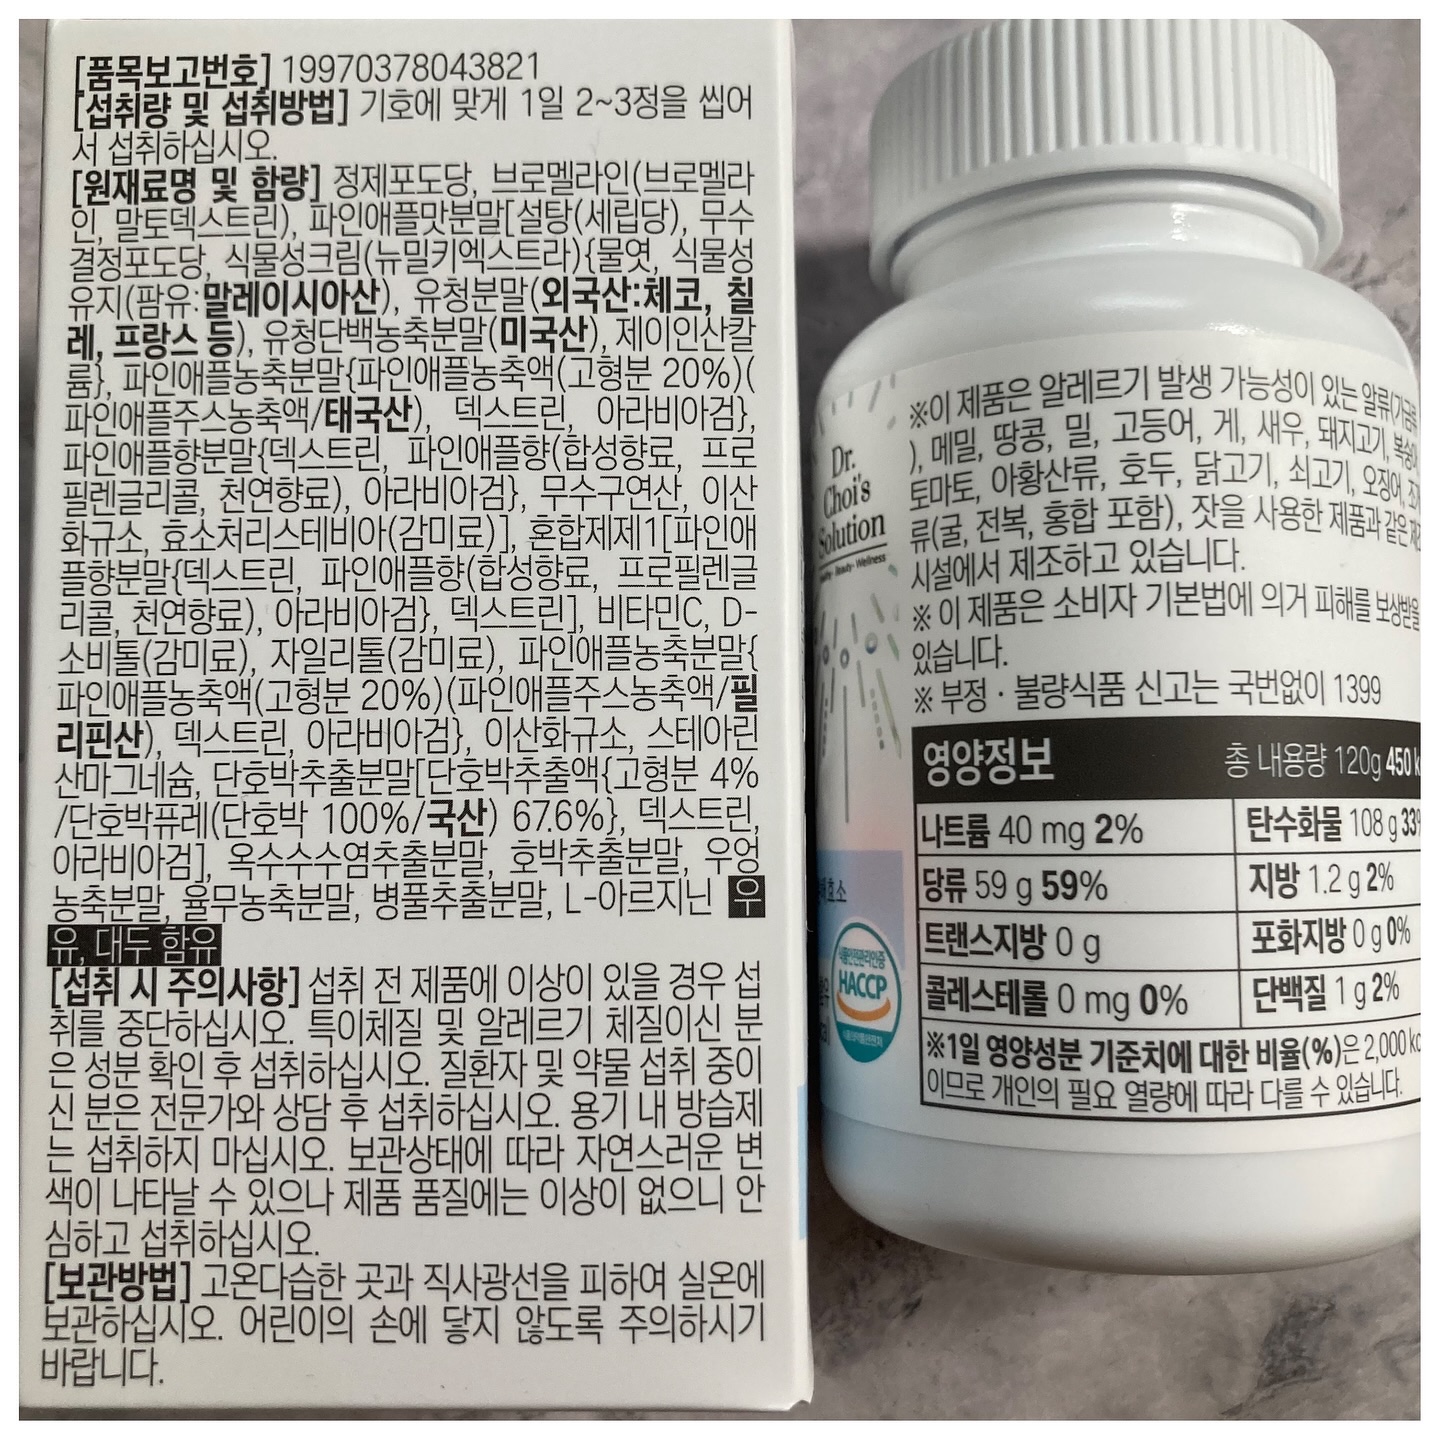 [품목보고번호] 19970378043821
[섭취량 및 섭취방법] 기호에 맞게 1일 2~3정을 씹어
서 섭취하십시오.
[원재료명 및 함량] 정제포도당, 브로멜라인(브로멜라
인, 말토덱스트린), 파인애플맛분말[설탕(세립당), 무수
결정포도당, 식물성크림(뉴밀키엑스트라){물엿, 식물성
유지(팜유:말레이시아산), 유청분말(외국산:체코, 칠
레, 프랑스 등), 유청단백농축분말(미국산), 제이인산칼
륨}, 파인애플농축분말{파인애플농축액(고형분 20%)(
파인애플주스농축액/태국산), 덱스트린, 아라비아검},
파인애플향분말{덱스트린, 파인애플향(합성향료, 프로
필렌글리콜, 천연향료), 아라비아검}, 무수구연산, 이산
화규소, 효소처리스테비아(감미료)], 혼합제제1[파인애
플향분말{덱스트린, 파인애플향(합성향료, 프로필렌글
리콜, 천연향료), 아라비아검}, 덱스트린], 비타민C, D-
소비톨(감미료), 자일리톨(감미료), 파인애플농축분말{
파인애플농축액(고형분 20%)(파인애플주스농축액/필
리핀산), 덱스트린, 아라비아검}, 이산화규소, 스테아린
산마그네슘, 단호박추출분말[단호박추출액{고형분 4%
/단호박퓨레(단호박 100%/국산) 67.6%}, 덱스트린,
아라비아검], 옥수수수염추출분말, 호박추출분말, 우엉
농축분말, 율무농축분말, 병풀추출분말, L-아르지닌 우
유, 대두 함유
[섭취 시 주의사항] 섭취 전 제품에 이상이 있을 경우 섭
취를 중단하십시오. 특이체질 및 알레르기 체질이신 분
은 성분 확인 후 섭취하십시오. 질환자 및 약물 섭취 중이
신 분은 전문가와 상담 후 섭취하십시오. 용기 내 방습제
는 섭취하지 마십시오. 보관상태에 따라 자연스러운 변
색이 나타날 수 있으나 제품 품질에는 이상이 없으니 안
심하고 섭취하십시오.
[보관방법] 고온다습한 곳과 직사광선을 피하여 실온에
보관하십시오. 어린이의 손에 닿지 않도록 주의하시기
바랍니다.
Dr.
Choi's
Solution
Beauty · Wellness
효소
HACCP
※이 제품은 알레르기 발생 가능성이 있는 알류(가금류
), 메밀, 땅콩, 밀, 고등어, 게, 새우, 돼지고기, 복숭아,
토마토, 아황산류, 호두, 닭고기, 쇠고기, 오징어, 조개
류(굴, 전복, 홍합 포함), 잣을 사용한 제품과 같은 제조
시설에서 제조하고 있습니다.
※ 이 제품은 소비자 기본법에 의거 피해를 보상받을
있습니다.
※ 부정 · 불량식품 신고는 국번없이 1399
영양정보 총 내용량 120g 450 k
나트륨 40 mg 2% 탄수화물 108 g 33%
당류 59 g 59% 지방 1.2 g 2%
트랜스지방 0 g 포화지방 0 g 0%
콜레스테롤 0 mg 0% 단백질 1 g 2%
※1일 영양성분 기준치에 대한 비율(%)은 2,000 kc
이므로 개인의 필요 열량에 따라 다를 수 있습니다.